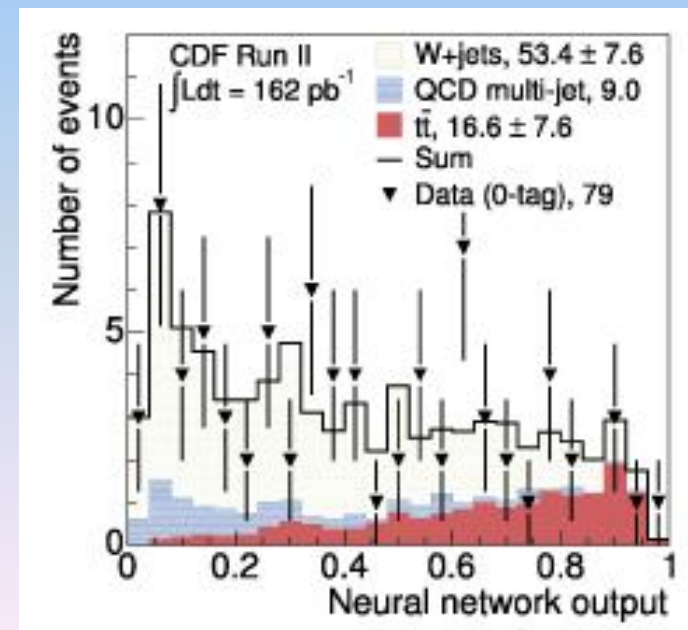 CDF Run II
∫Ldt = 162 pb⁻¹
W+jets, 53.4 ± 7.6
QCD multi-jet, 9.0
tt̄, 16.6 ± 7.6
Sum
Data (0-tag), 79
Number of events
10
5
0
0 0.2 0.4 0.6 0.8 1
Neural network output